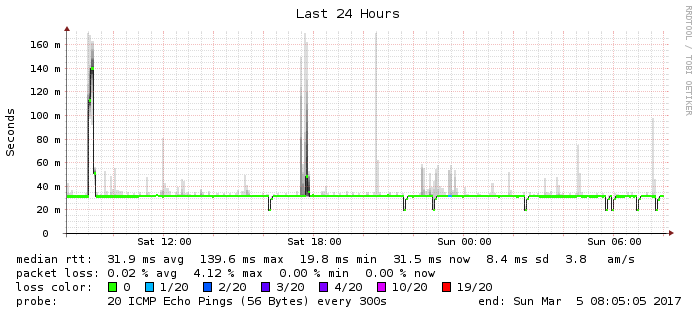 Last 24 Hours
RRDTOOL / TOBI OETIKER
Seconds
160 m
140 m
120 m
100 m
80 m
60 m
40 m
20 m
0
Sat 12:00 Sat 18:00 Sun 00:00 Sun 06:00
median rtt: 31.9 ms avg 139.6 ms max 19.8 ms min 31.5 ms now 8.4 ms sd 3.8 am/s
packet loss: 0.02 % avg 4.12 % max 0.00 % min 0.00 % now
loss color: 0 1/20 2/20 3/20 4/20 10/20 19/20
probe: 20 ICMP Echo Pings (56 Bytes) every 300s end: Sun Mar 5 08:05:05 2017